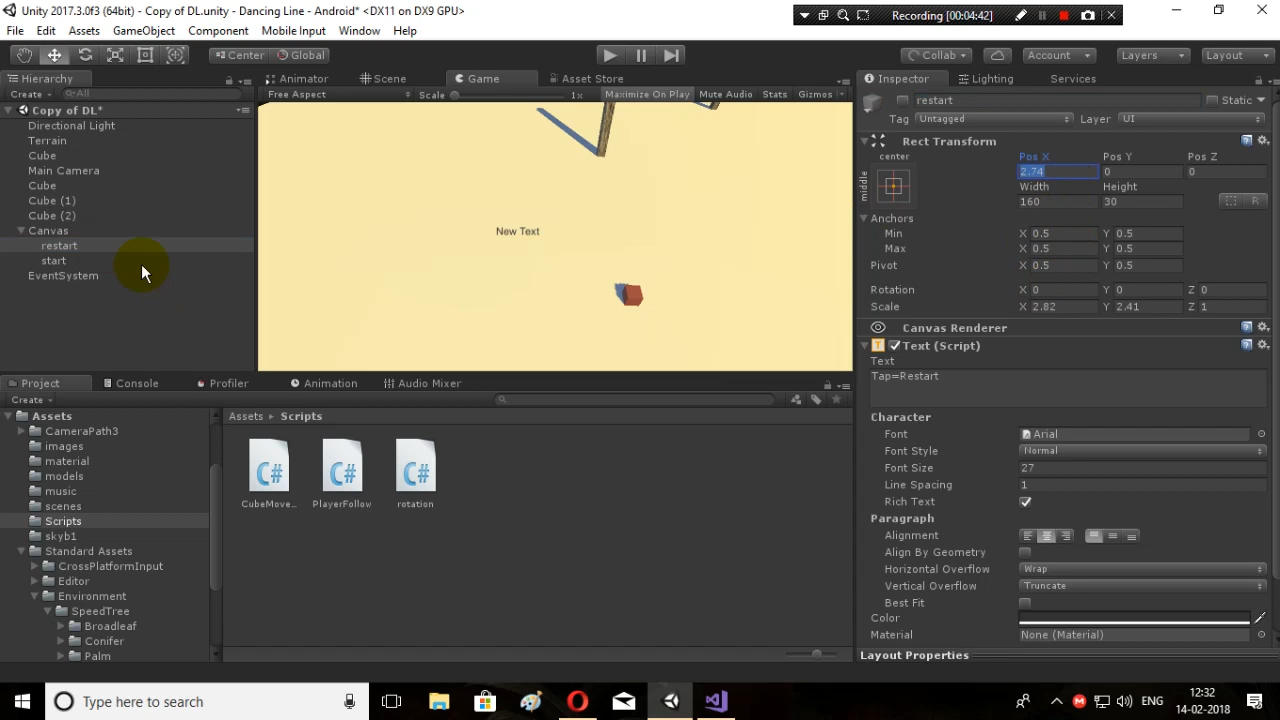 Unity 2017.3.0f3 (64bit) - Copy of DL.unity - Dancing Line - Android* <DX11 on DX9 GPU>
Recording [00:04:42]
File Edit Assets GameObject Component Mobile Input Window Help
Center Global Collab Account Layers Layout
Hierarchy Animator Scene Game Asset Store Inspector Lighting Services
Create All Free Aspect Scale 1x Maximize On Play Mute Audio Stats Gizmos restart Static
Copy of DL*
Tag Untagged Layer UI
Directional Light
Terrain
Cube
Main Camera
Cube
Cube (1)
Cube (2)
Canvas
restart
start
EventSystem
New Text
Rect Transform
center
middle
Pos X Pos Y Pos Z
2.74 0 0
Width Height
160 30
R
Anchors
Min X 0.5 Y 0.5
Max X 0.5 Y 0.5
Pivot X 0.5 Y 0.5
Rotation X 0 Y 0 Z 0
Scale X 2.82 Y 2.41 Z 1
Canvas Renderer
T Text (Script)
Text
Tap=Restart
Character
Font Arial
Font Style Normal
Font Size 27
Line Spacing 1
Rich Text
Paragraph
Alignment
Align By Geometry
Horizontal Overflow Wrap
Vertical Overflow Truncate
Best Fit
Color
Material None (Material)
Layout Properties
Project Console Profiler Animation Audio Mixer
Create
Assets
CameraPath3
images
material
models
music
scenes
Scripts
skyb1
Standard Assets
CrossPlatformInput
Editor
Environment
SpeedTree
Broadleaf
Conifer
Palm
Assets Scripts
C# C# C#
CubeMove... PlayerFollow rotation
Type here to search
ENG
12:32
14-02-2018